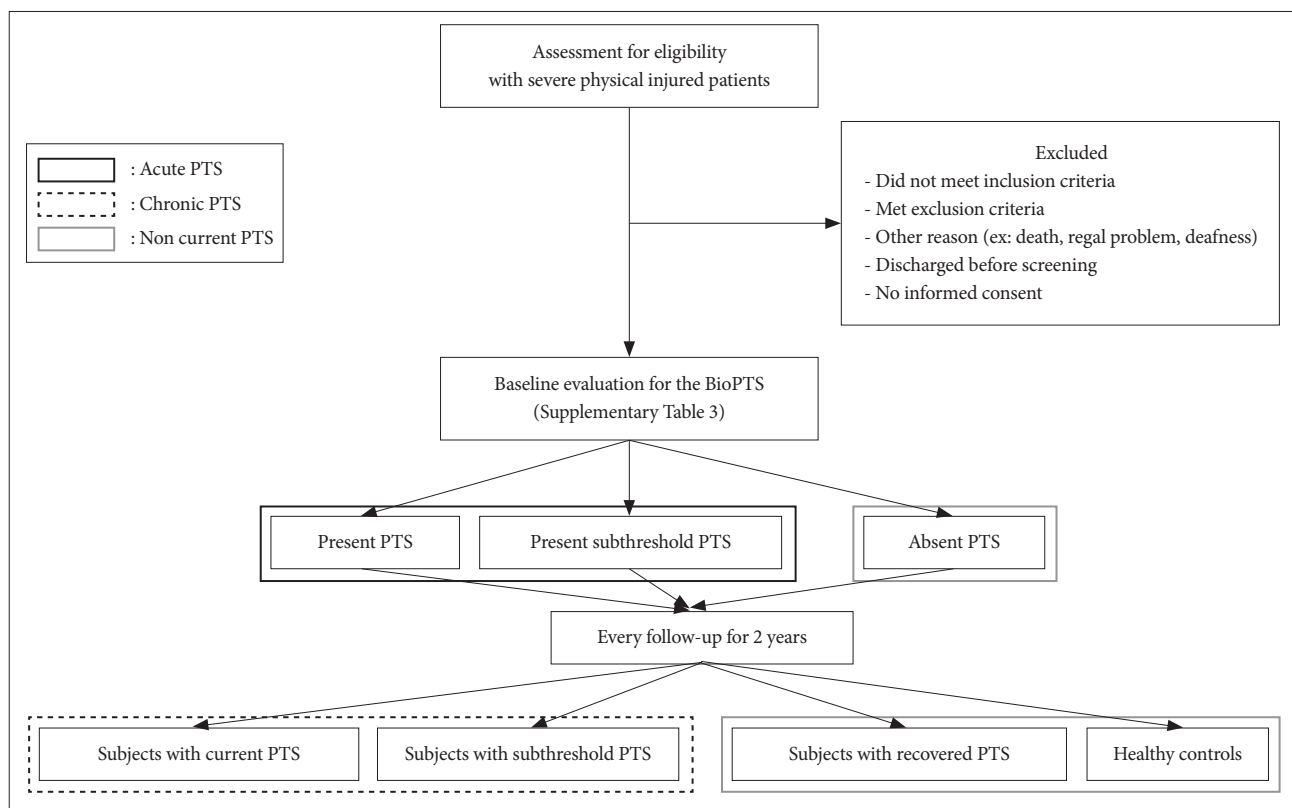 Assessment for eligibility
with severe physical injured patients
: Acute PTS
: Chronic PTS
: Non current PTS
Excluded
- Did not meet inclusion criteria
- Met exclusion criteria
- Other reason (ex: death, regal problem, deafness)
- Discharged before screening
- No informed consent
Baseline evaluation for the BioPTS
(Supplementary Table 3)
Present PTS
Present subthreshold PTS
Absent PTS
Every follow-up for 2 years
Subjects with current PTS
Subjects with subthreshold PTS
Subjects with recovered PTS
Healthy controls